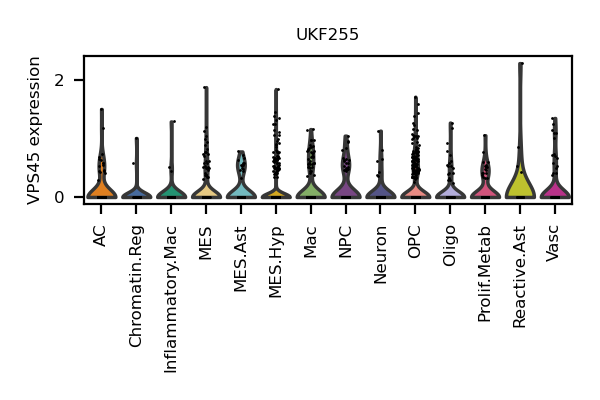 UKF255
VPS45 expression
2
0
AC
Chromatin.Reg
Inflammatory.Mac
MES
MES.Ast
MES.Hyp
Mac
NPC
Neuron
OPC
Oligo
Prolif.Metab
Reactive.Ast
Vasc